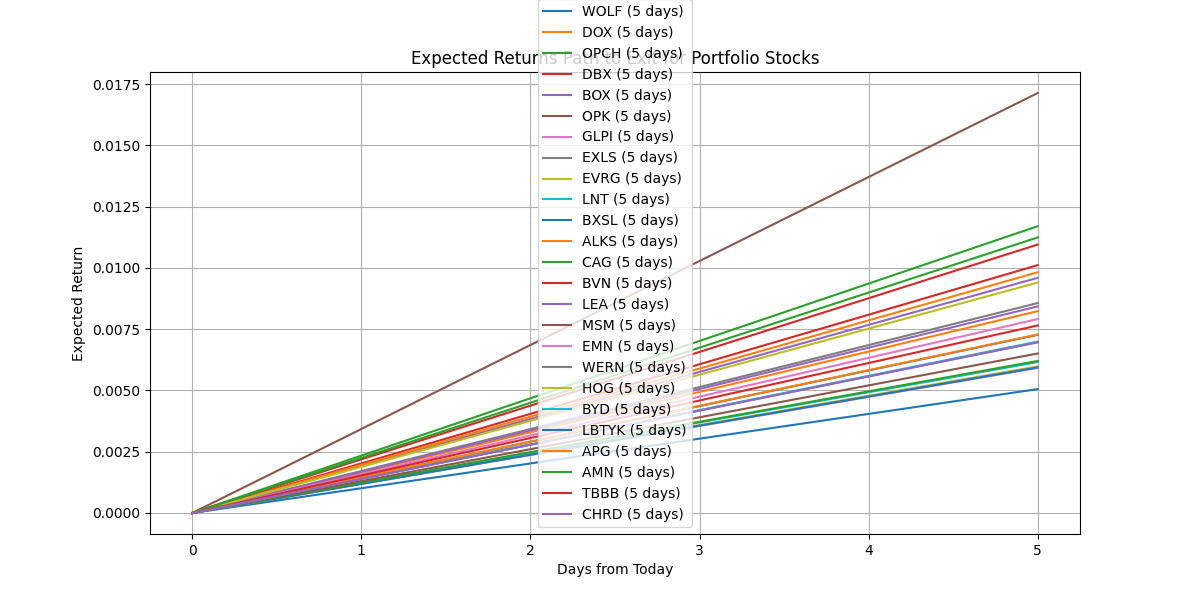 WOLF (5 days)
DOX (5 days)
OPCH (5 days)
DBX (5 days)
BOX (5 days)
OPK (5 days)
GLPI (5 days)
EXLS (5 days)
EVRG (5 days)
LNT (5 days)
BXSL (5 days)
ALKS (5 days)
CAG (5 days)
BVN (5 days)
LEA (5 days)
MSM (5 days)
EMN (5 days)
WERN (5 days)
HOG (5 days)
BYD (5 days)
LBTYK (5 days)
APG (5 days)
AMN (5 days)
TBBB (5 days)
CHRD (5 days)
Expected Returns Path to Exit for Portfolio Stocks
Expected Return
0.0175
0.0150
0.0125
0.0100
0.0075
0.0050
0.0025
0.0000
0 1 2 3 4 5
Days from Today